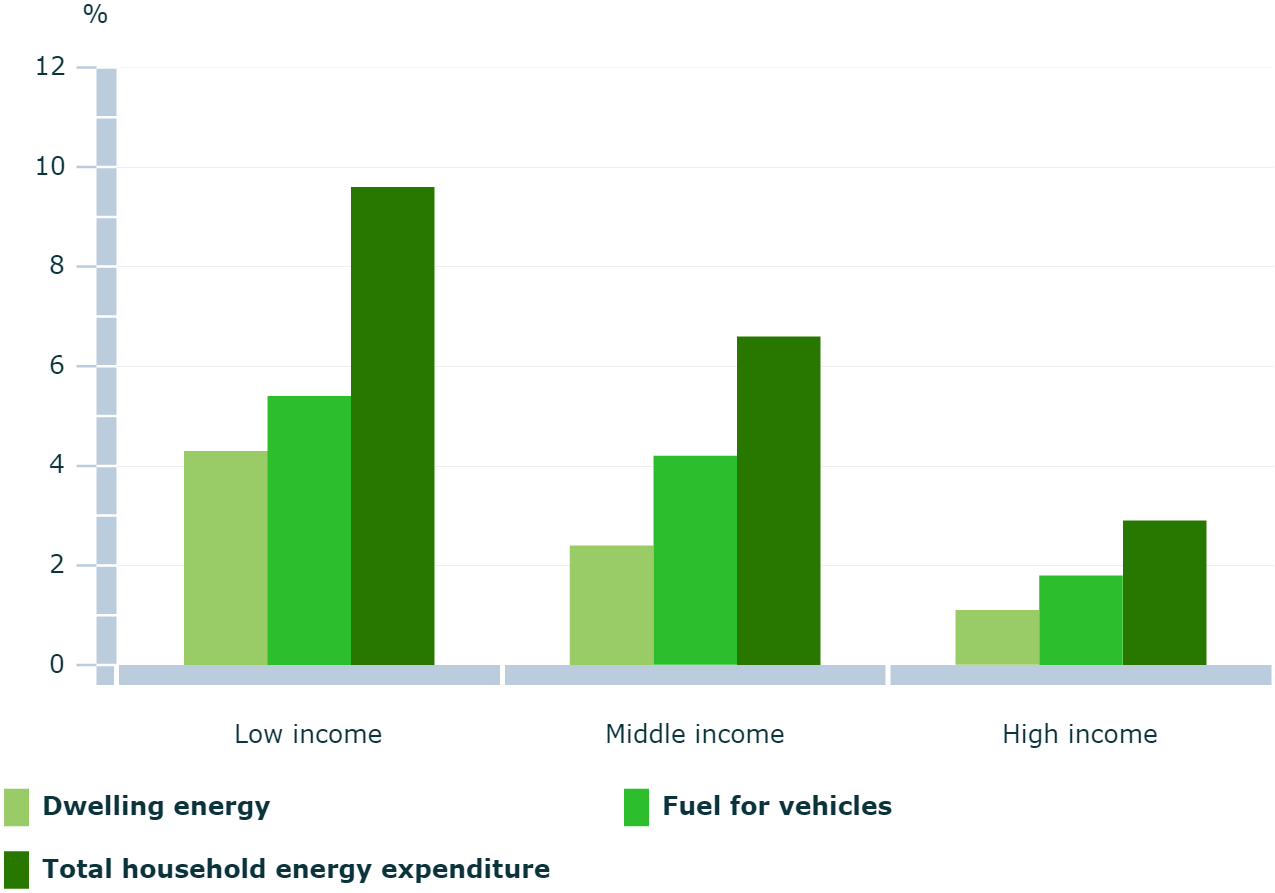 %
12
10
8
6
4
2
0
Low income
Middle income
High income
Dwelling energy
Fuel for vehicles
Total household energy expenditure